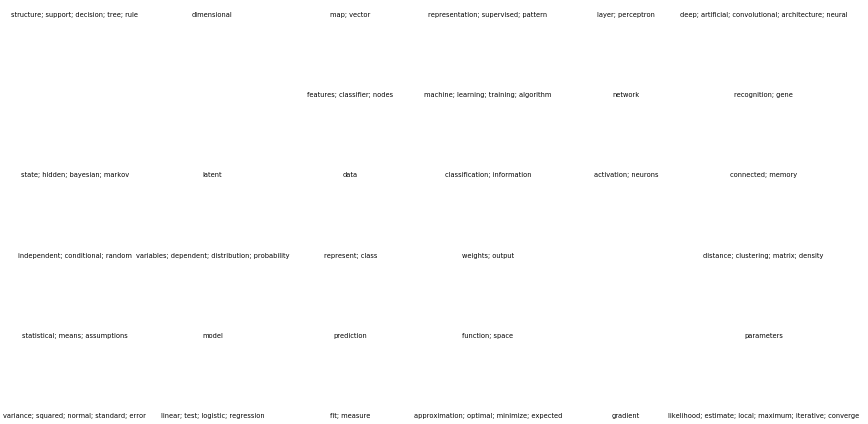 structure; support; decision; tree; rule dimensional map; vector representation; supervised; pattern layer; perceptron deep; artificial; convolutional; architecture; neural
features; classifier; nodes machine; learning; training; algorithm network recognition; gene
state; hidden; bayesian; markov latent data classification; information activation; neurons connected; memory
independent; conditional; random variables; dependent; distribution; probability represent; class weights; output distance; clustering; matrix; density
statistical; means; assumptions model prediction function; space parameters
variance; squared; normal; standard; error linear; test; logistic; regression fit; measure approximation; optimal; minimize; expected gradient likelihood; estimate; local; maximum; iterative; converge